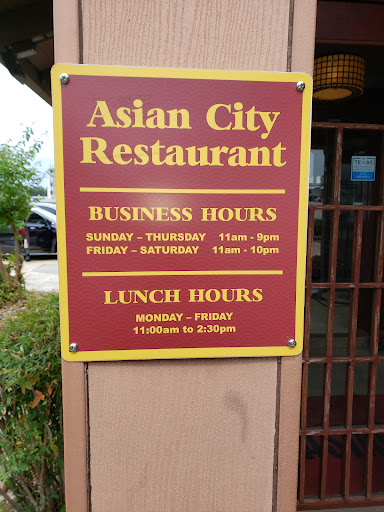 Asian City
Restaurant
BUSINESS HOURS
SUNDAY – THURSDAY 11am - 9pm
FRIDAY – SATURDAY 11am - 10pm
LUNCH HOURS
MONDAY – FRIDAY
11:00am to 2:30pm
TEXAS